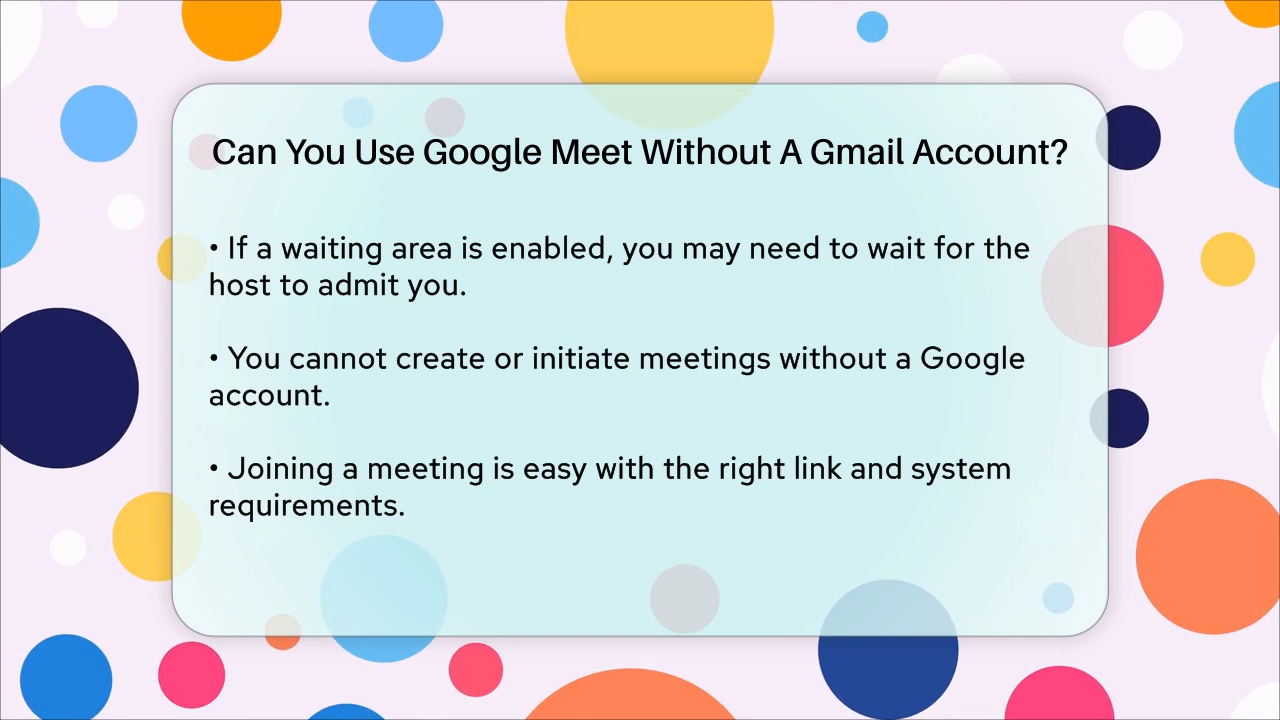 Can You Use Google Meet Without A Gmail Account?
• If a waiting area is enabled, you may need to wait for the
host to admit you.
• You cannot create or initiate meetings without a Google
account.
• Joining a meeting is easy with the right link and system
requirements.